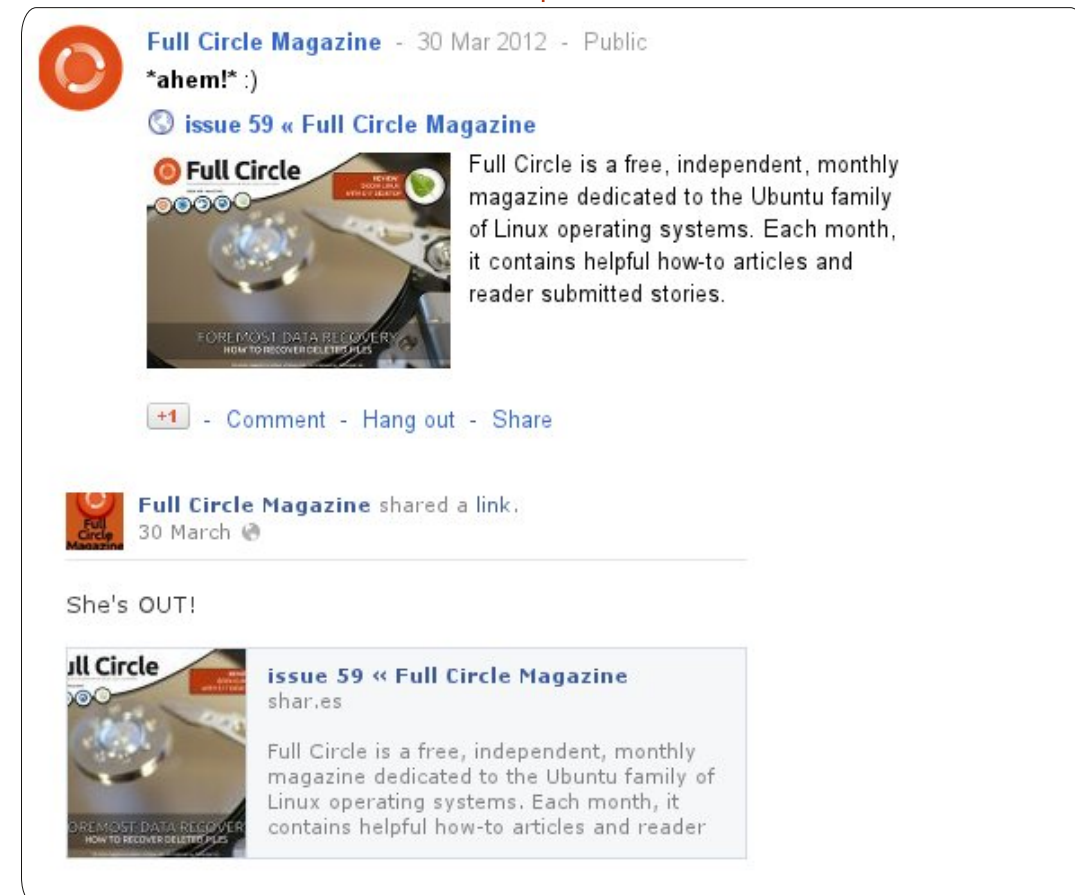 Full Circle Magazine - 30 Mar 2012 - Public
*ahem!* :)
issue 59 « Full Circle Magazine
Full Circle
REVIEW
FOREMOST DATA RECOVERY
HOW TO RECOVER DELETED FILES
Full Circle is a free, independent, monthly
magazine dedicated to the Ubuntu family
of Linux operating systems. Each month,
it contains helpful how-to articles and
reader submitted stories.
+1 - Comment - Hang out - Share
Full Circle Magazine
Full Circle Magazine shared a link.
30 March
She's OUT!
ull Circle
OREMOST DATA RECOVER
HOW TO RECOVER DELETED FILES
issue 59 « Full Circle Magazine
shar.es
Full Circle is a free, independent, monthly
magazine dedicated to the Ubuntu family of
Linux operating systems. Each month, it
contains helpful how-to articles and reader